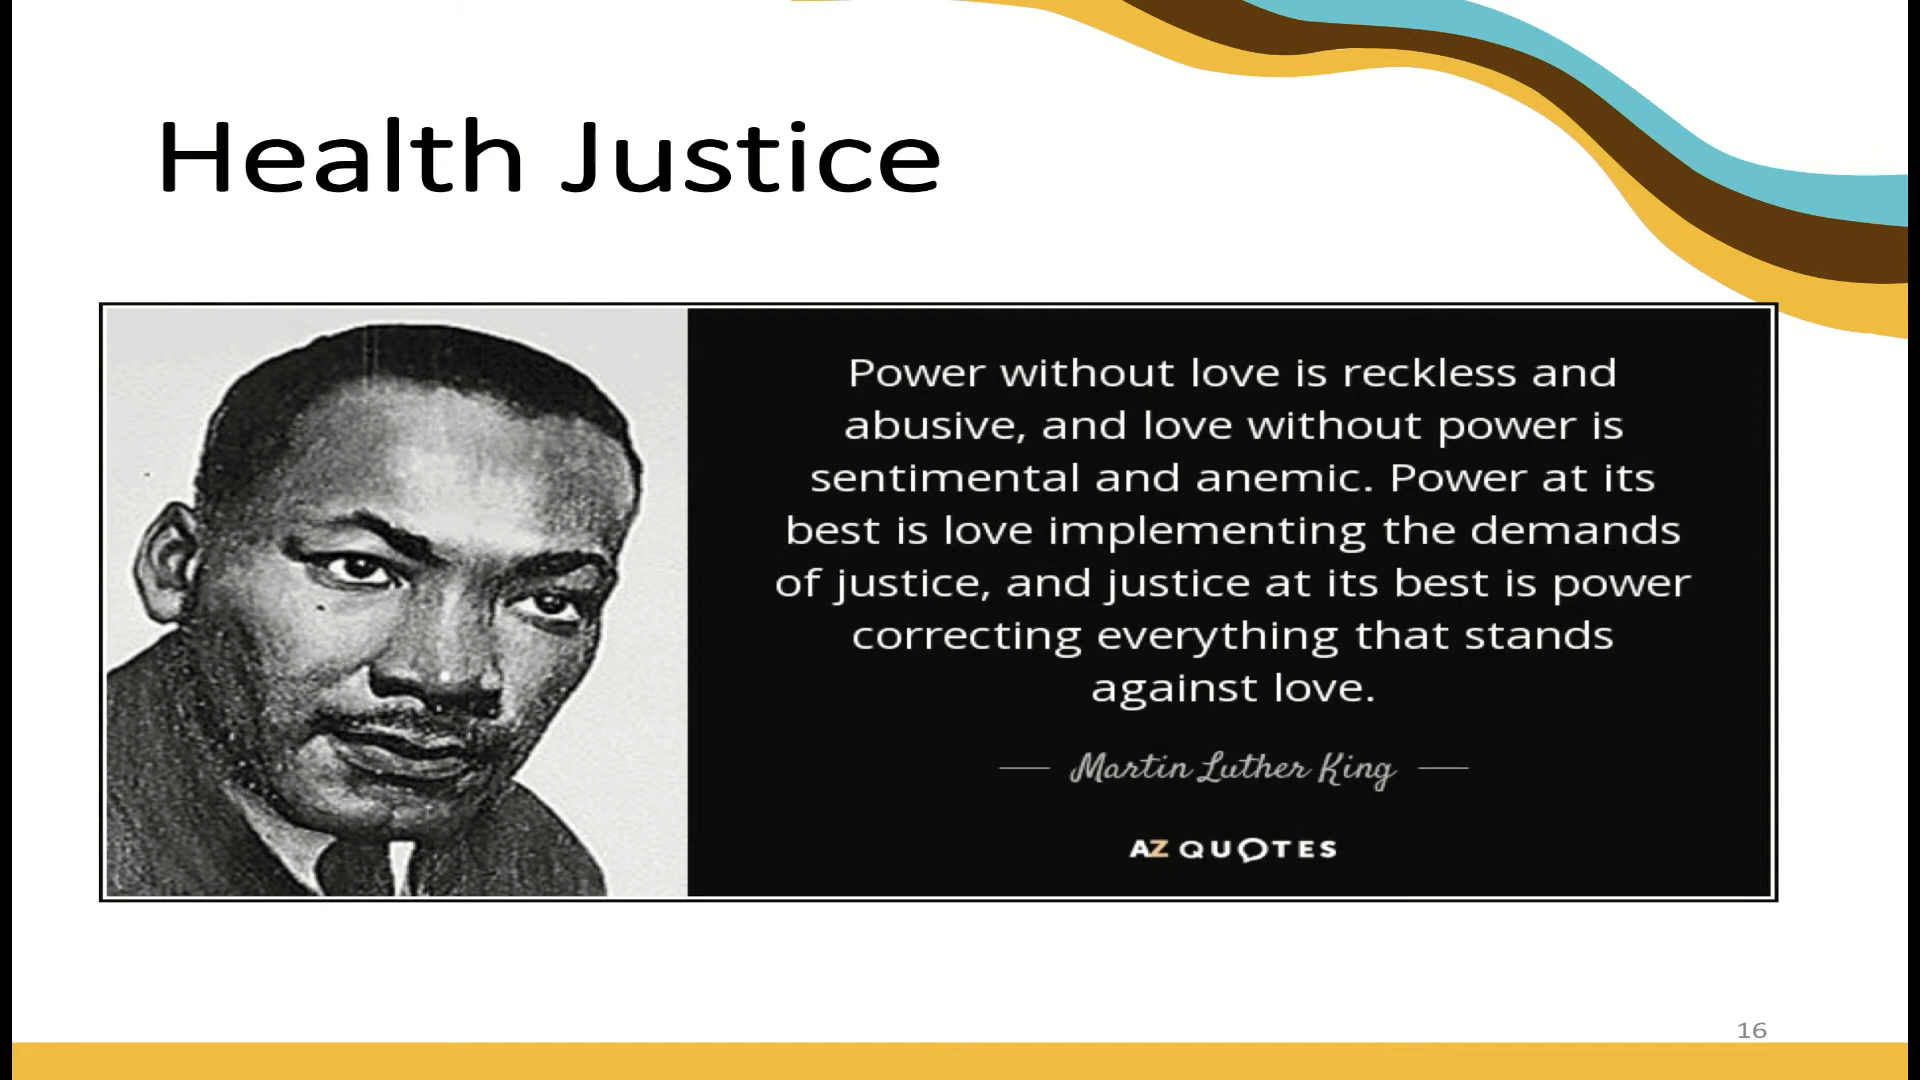 Health Justice
Power without love is reckless and
abusive, and love without power is
sentimental and anemic. Power at its
best is love implementing the demands
of justice, and justice at its best is power
correcting everything that stands
against love.
Martin Luther King
AZ QUOTES
16